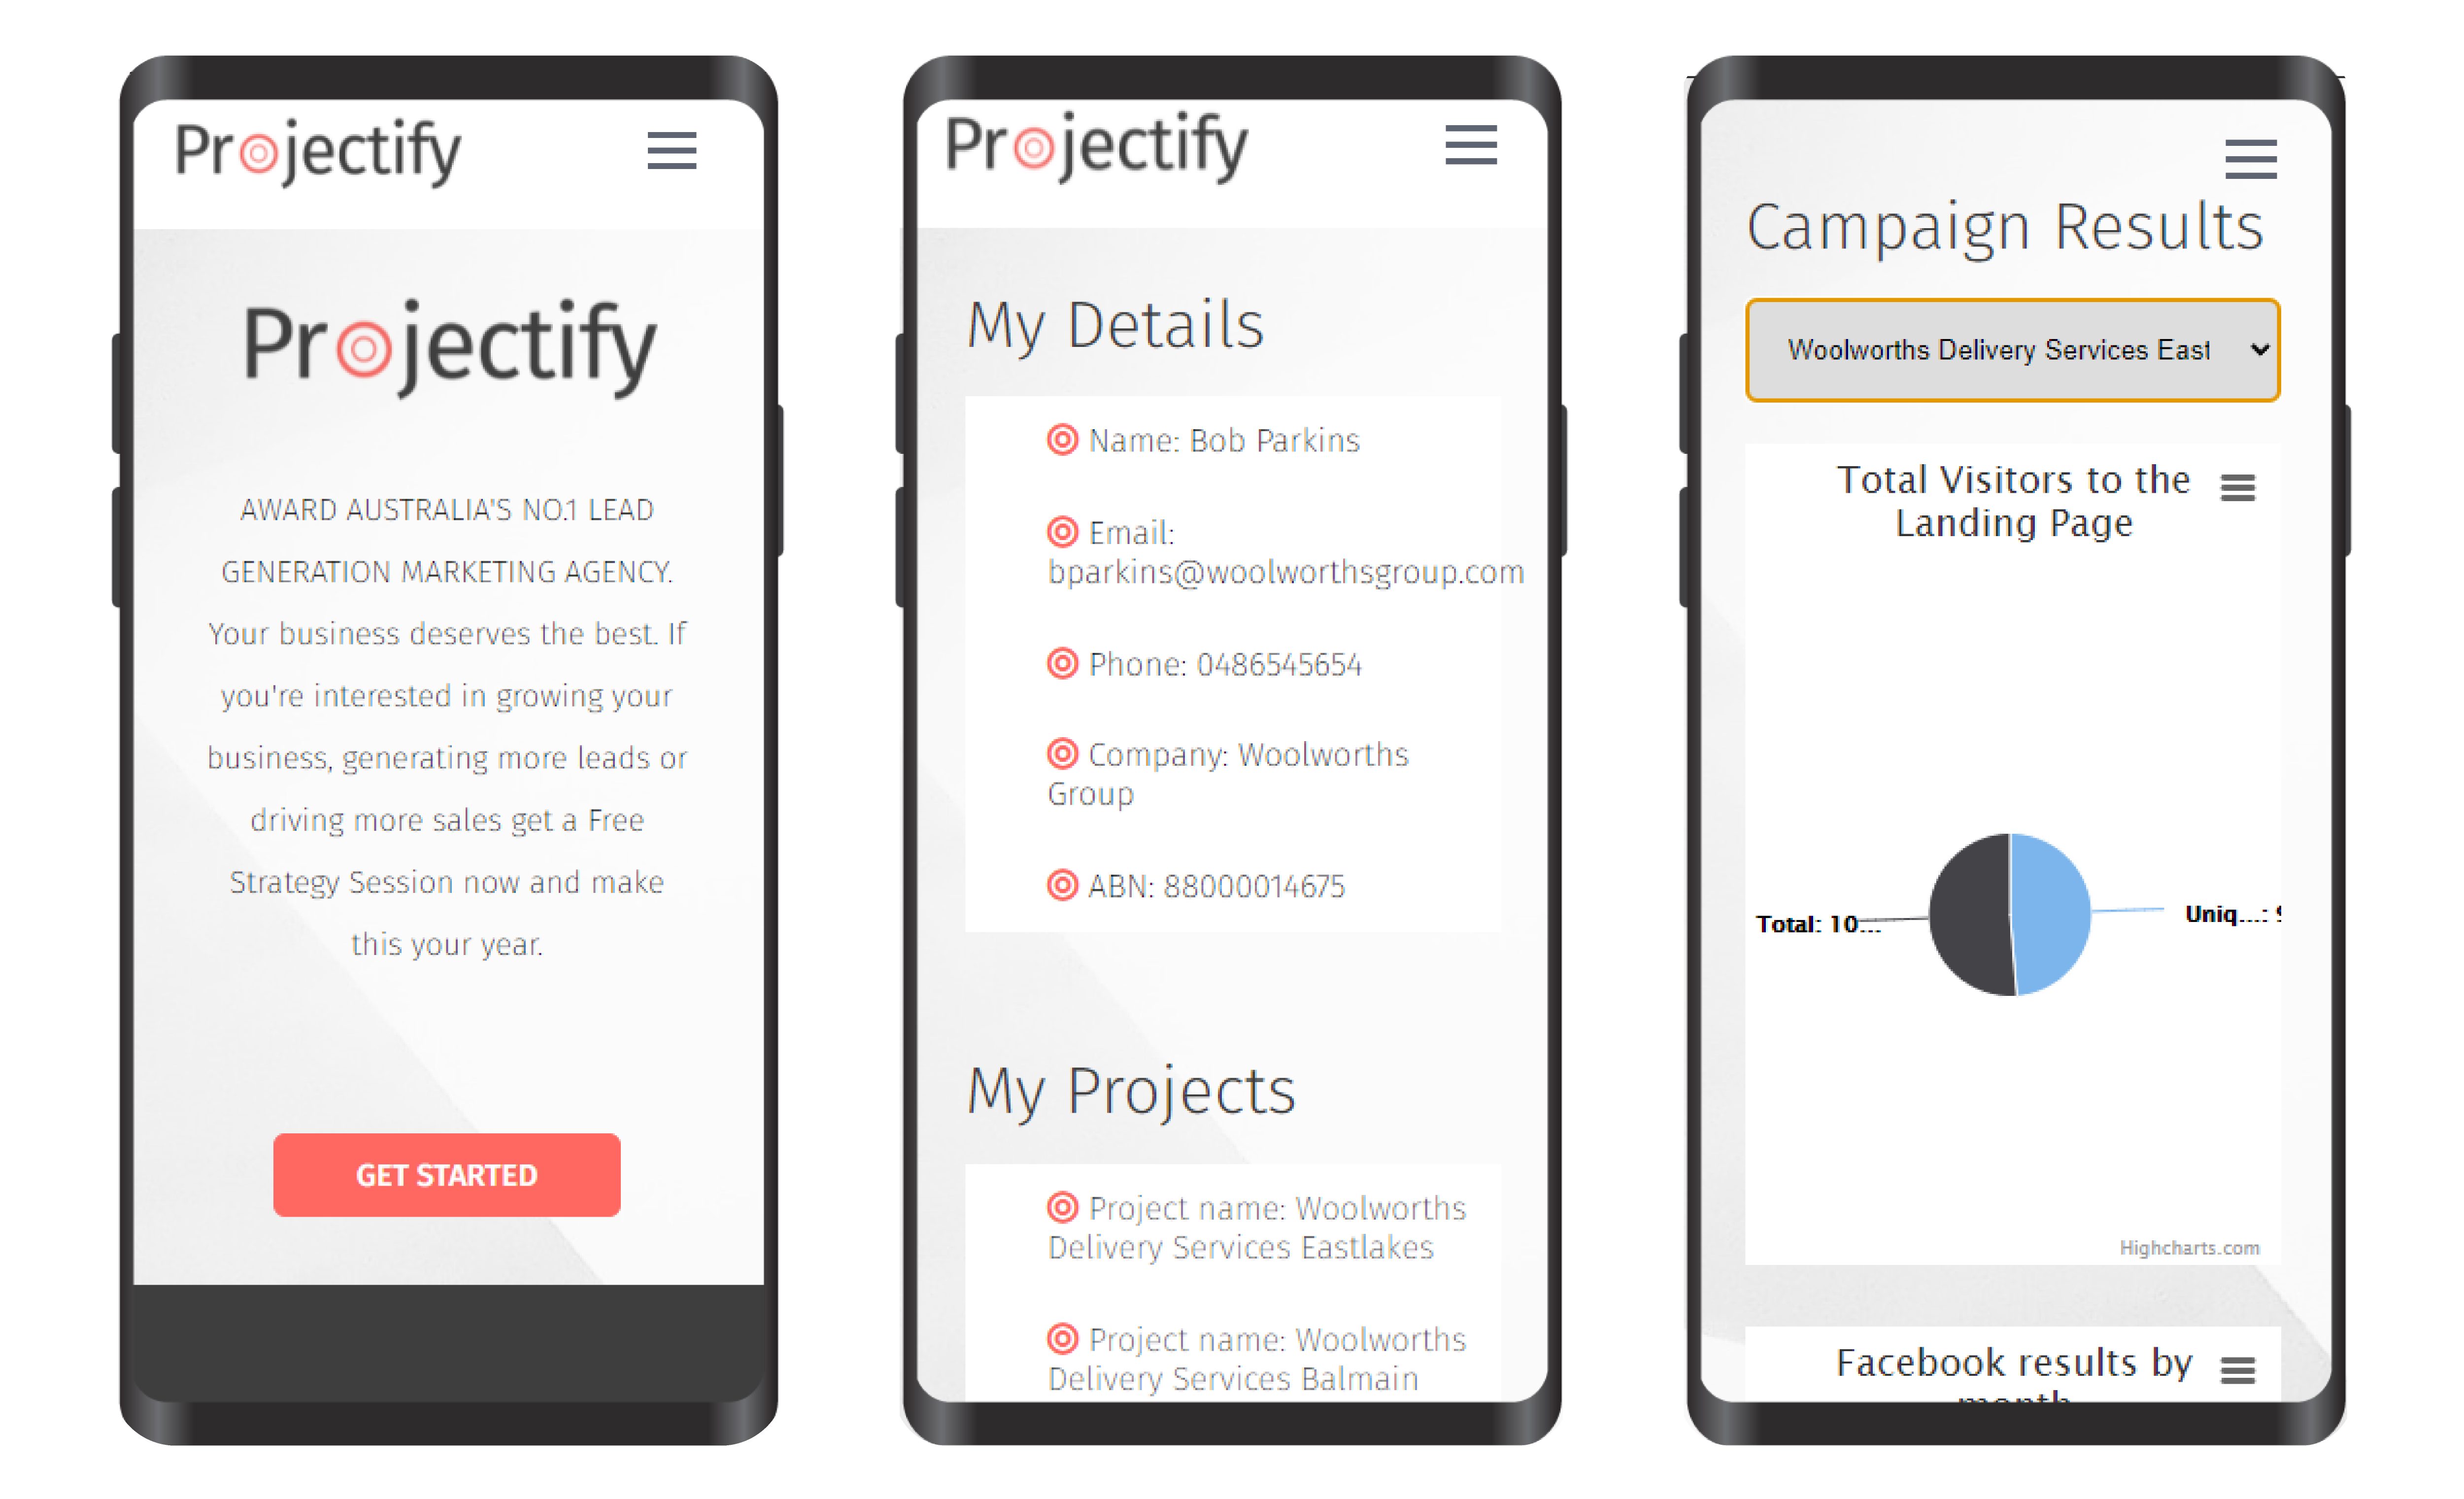 Projectify
Projectify
AWARD AUSTRALIA'S NO.1 LEAD
GENERATION MARKETING AGENCY.
Your business deserves the best. If
you're interested in growing your
business, generating more leads or
driving more sales get a Free
Strategy Session now and make
this your year.
GET STARTED
Projectify
My Details
Name: Bob Parkins
Email:
bparkins@woolworthsgroup.com
Phone: 0486545654
Company: Woolworths
Group
ABN: 88000014675
My Projects
Project name: Woolworths
Delivery Services Eastlakes
Project name: Woolworths
Delivery Services Balmain
Campaign Results
Woolworths Delivery Services East
Total Visitors to the
Landing Page
Total: 10...
Uniq...:
Highcharts.com
Facebook results by
month